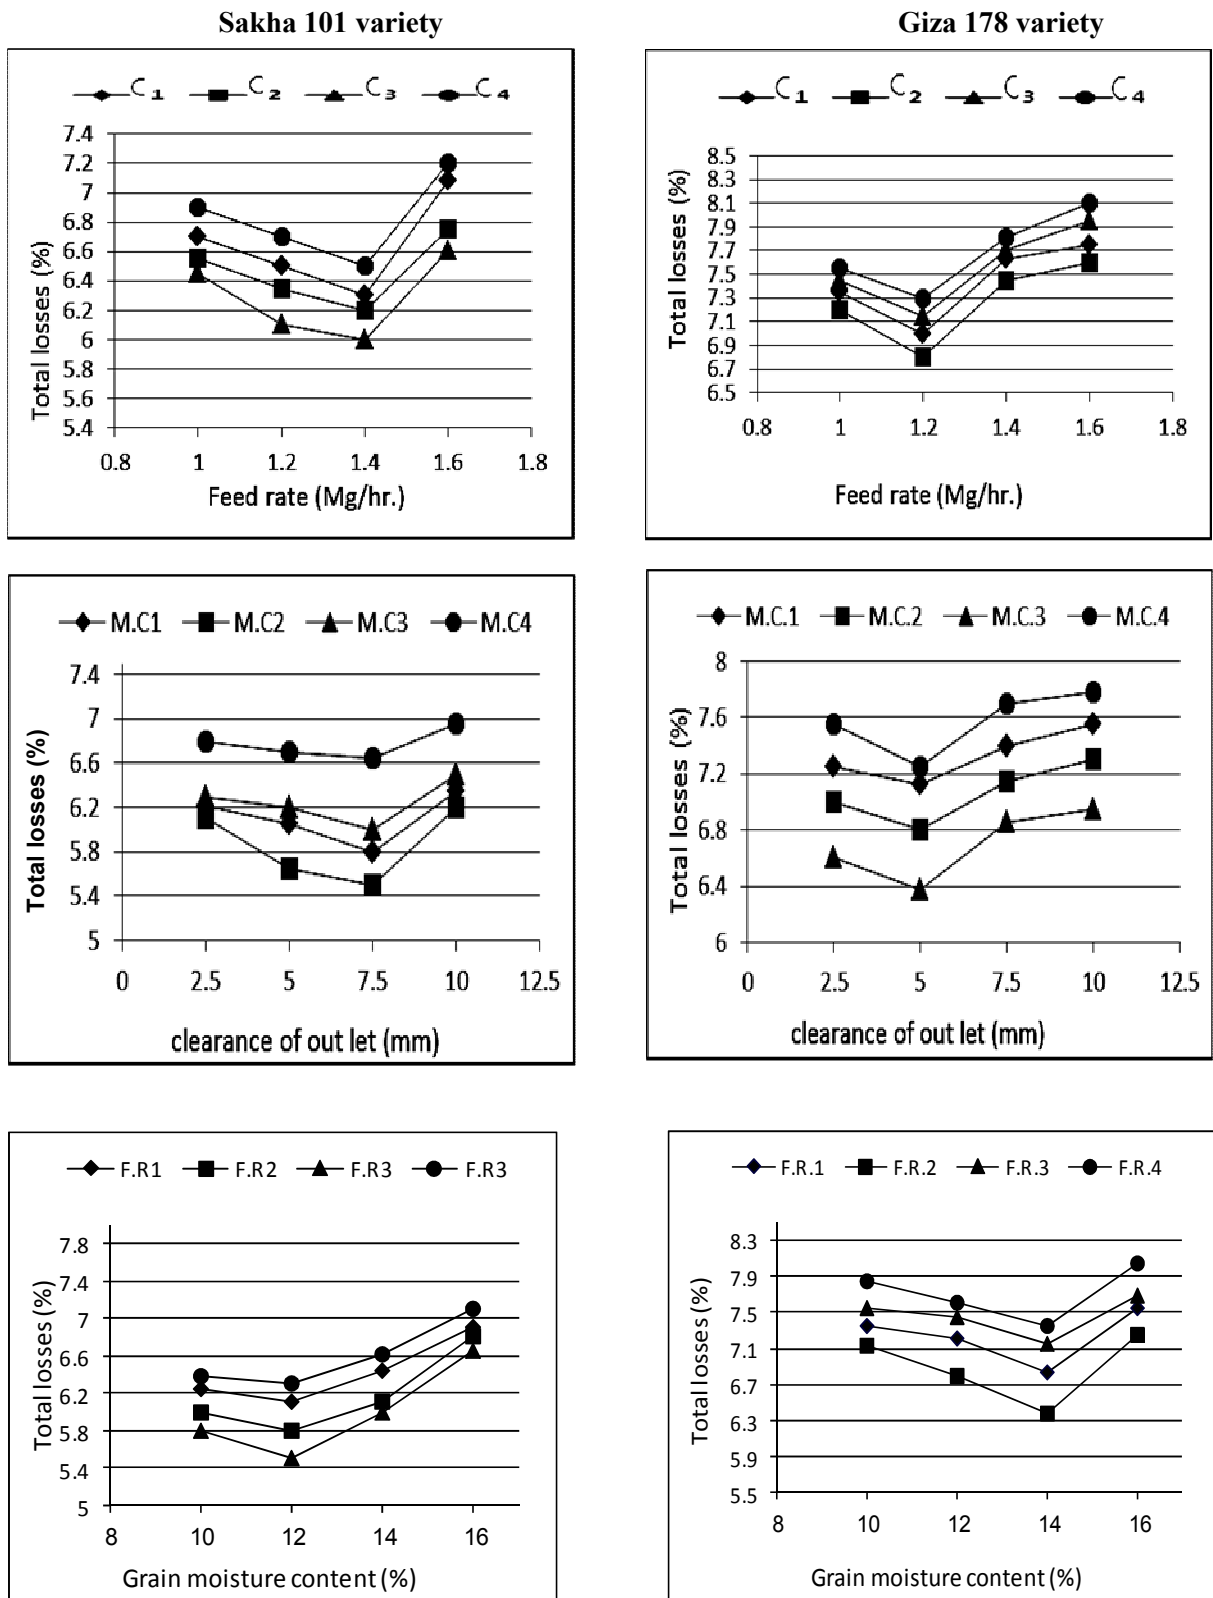 Sakha 101 variety
Giza 178 variety
C1 C2 C3 C4
7.4
7.2
7
6.8
6.6
6.4
6.2
6
5.8
5.6
5.4
Total losses (%)
0.8 1 1.2 1.4 1.6 1.8
Feed rate (Mg/hr.)
C1 C2 C3 C4
8.5
8.3
8.1
7.9
7.7
7.5
7.3
7.1
6.9
6.7
6.5
Total losses (%)
0.8 1 1.2 1.4 1.6 1.8
Feed rate (Mg/hr.)
M.C1 M.C2 M.C3 M.C4
7.4
7
6.6
6.2
5.8
5.4
5
Total losses (%)
0 2.5 5 7.5 10 12.5
clearance of out let (mm)
M.C.1 M.C.2 M.C.3 M.C.4
8
7.6
7.2
6.8
6.4
6
Total losses (%)
0 2.5 5 7.5 10 12.5
clearance of out let (mm)
F.R1 F.R2 F.R3 F.R3
7.8
7.4
7
6.6
6.2
5.8
5.4
5
Total losses (%)
8 10 12 14 16
Grain moisture content (%)
F.R.1 F.R.2 F.R.3 F.R.4
8.3
7.9
7.5
7.1
6.7
6.3
5.9
5.5
Total losses (%)
8 10 12 14 16
Grain moisture content (%)